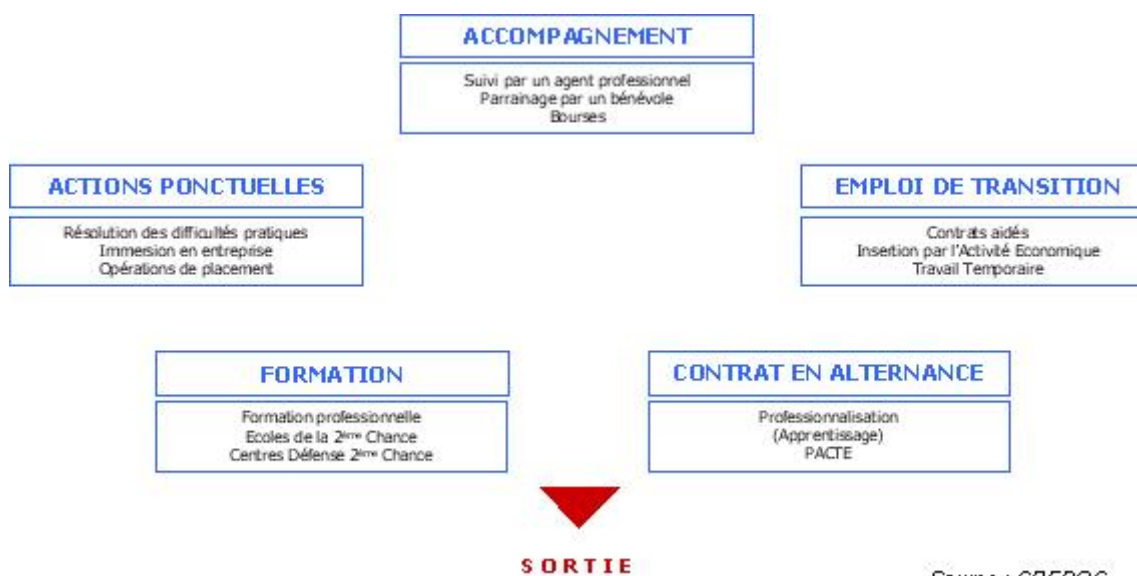 ACCOMPAGNEMENT
Suivi par un agent professionnel
Parrainage par un bénévole
Bourses
ACTIONS PONCTUELLES
Résolution des difficultés pratiques
Immersion en entreprise
Opérations de placement
EMPLOI DE TRANSITION
Contrats aidés
Insertion par l'Activité Economique
Travail Temporaire
FORMATION
Formation professionnelle
Ecoles de la 2ème Chance
Centres Défense 2ème Chance
CONTRAT EN ALTERNANCE
Professionnalisation
(Apprentissage)
PACTE
SORTIE